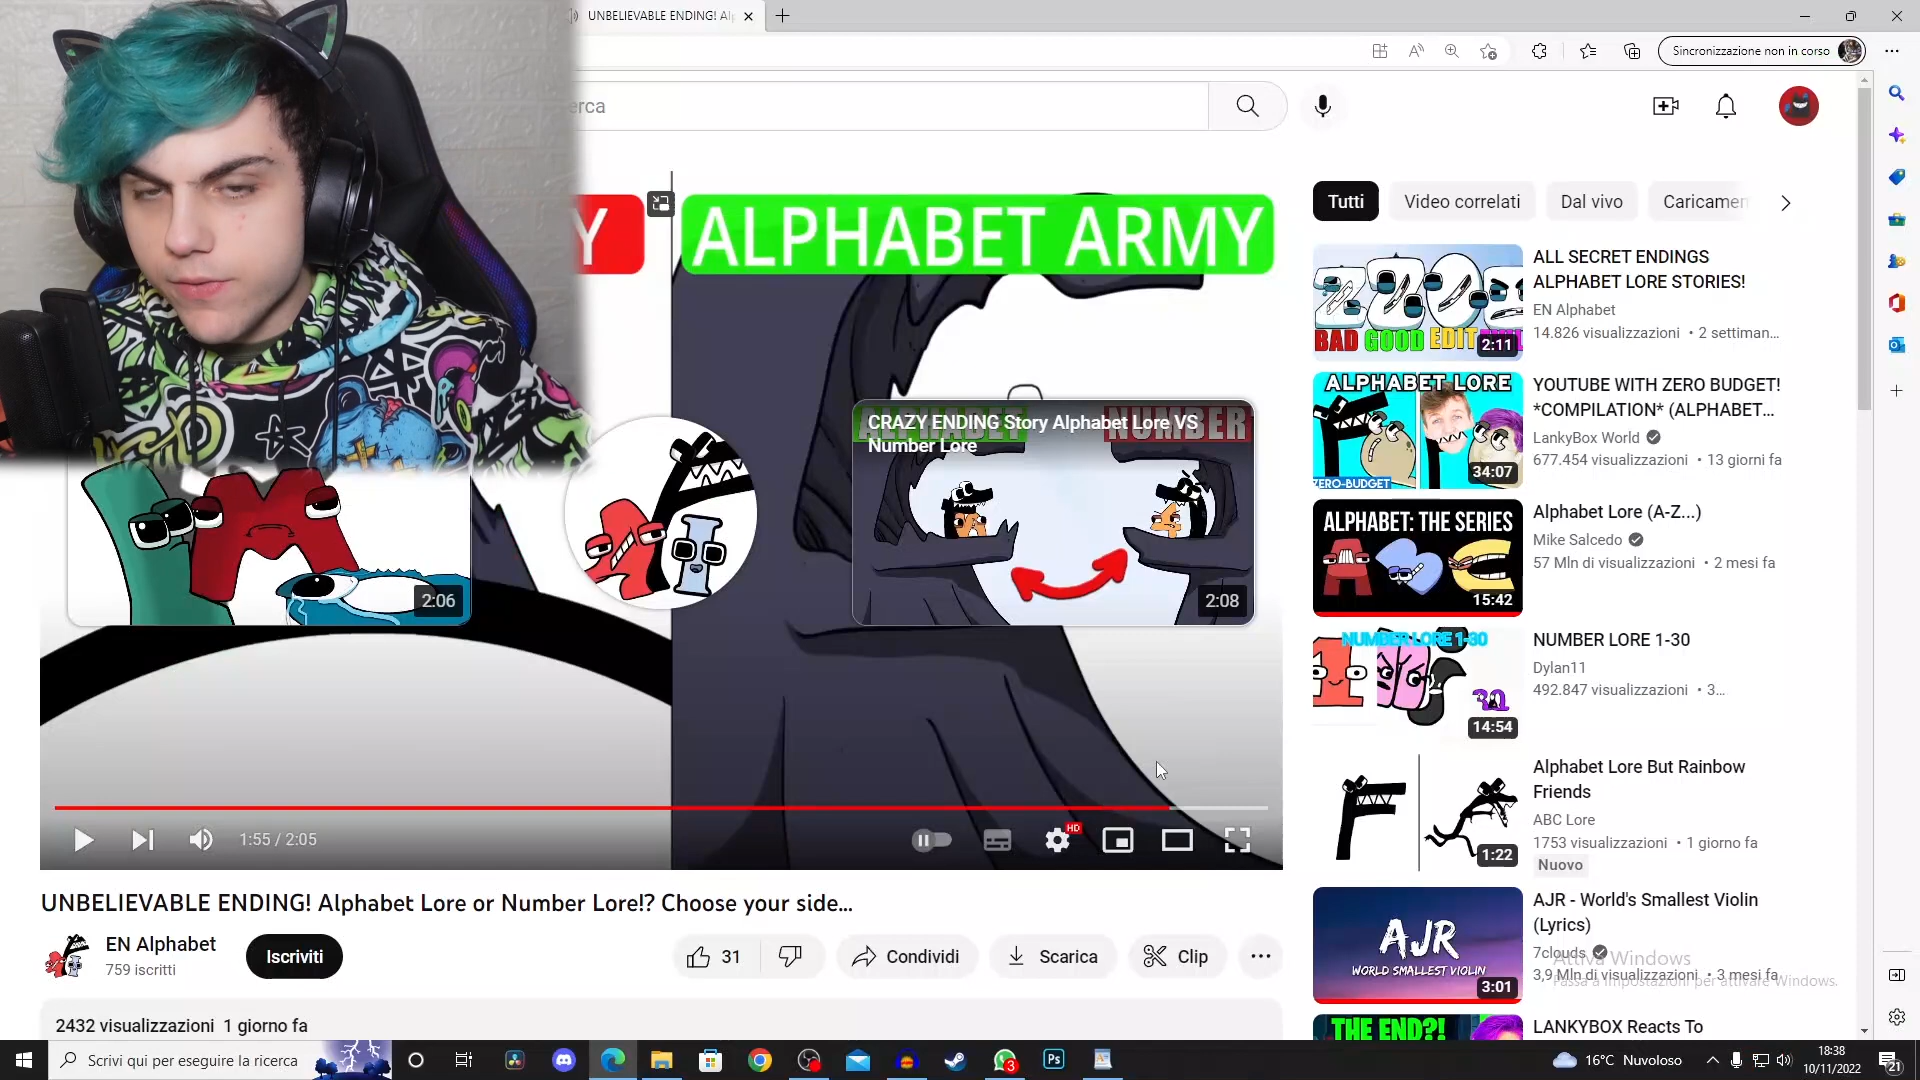 UNBELIEVABLE ENDING! Al
Sincronizzazione non in corso
erca
Y
ALPHABET ARMY
2:06
ALPHABET
NUMBER
CRAZY ENDING Story Alphabet Lore VS
Number Lore
2:08
1:55 / 2:05
HD
UNBELIEVABLE ENDING! Alphabet Lore or Number Lore!? Choose your side...
EN Alphabet
759 iscritti
Iscriviti
31
Condividi
Scarica
Clip
2432 visualizzazioni 1 giorno fa
Tutti
Video correlati
Dal vivo
Caricamen
BAD GOOD EDIT
2:11
ALL SECRET ENDINGS
ALPHABET LORE STORIES!
EN Alphabet
14.826 visualizzazioni • 2 settiman...
ALPHABET LORE
ZERO-BUDGET
34:07
YOUTUBE WITH ZERO BUDGET!
*COMPILATION* (ALPHABET...
LankyBox World
677.454 visualizzazioni • 13 giorni fa
ALPHABET: THE SERIES
15:42
Alphabet Lore (A-Z...)
Mike Salcedo
57 Mln di visualizzazioni • 2 mesi fa
NUMBER LORE 1-30
14:54
NUMBER LORE 1-30
Dylan11
492.847 visualizzazioni • 3...
1:22
Alphabet Lore But Rainbow
Friends
ABC Lore
1753 visualizzazioni • 1 giorno fa
Nuovo
AJR
WORLD SMALLEST VIOLIN
3:01
AJR - World's Smallest Violin
(Lyrics)
7clouds
3,9 Mln di visualizzazioni • 3 mesi fa
Attiva Windows
Passa a Impostazioni per attivare Windows.
THE END?!
LANKYBOX Reacts To
Scrivi qui per eseguire la ricerca
3
Ps
16°C Nuvoloso
18:38
10/11/2022
21